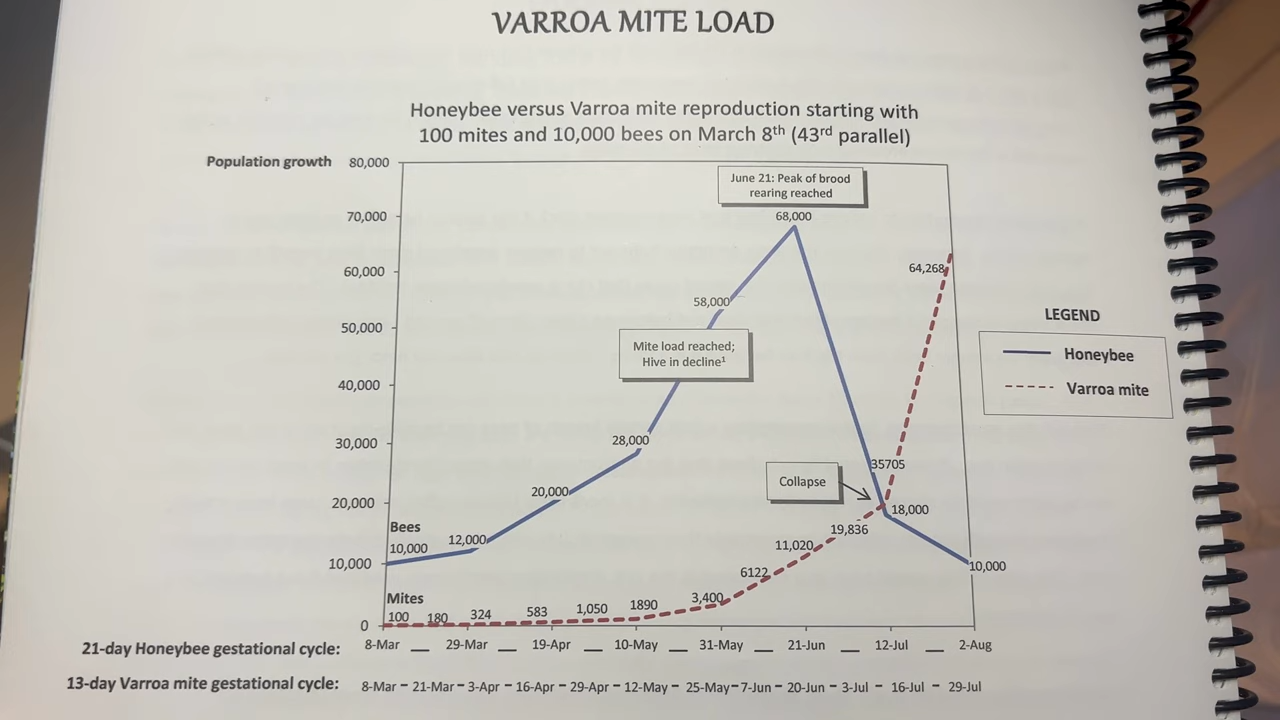 VARROA MITE LOAD
Honeybee versus Varroa mite reproduction starting with
100 mites and 10,000 bees on March 8th (43rd parallel)
Population growth
80,000
June 21: Peak of brood
rearing reached
70,000
68,000
60,000
64,268
58,000
50,000
LEGEND
Mite load reached;
Hive in decline¹
Honeybee
Varroa mite
40,000
30,000
28,000
35705
Collapse
20,000
20,000
18,000
19,836
Bees
10,000
12,000
11,020
10,000
10,000
6122
Mites
100
180
324
583
1,050
1890
3,400
0
21-day Honeybee gestational cycle: 8-Mar — 29-Mar — 19-Apr — 10-May — 31-May — 21-Jun — 12-Jul — 2-Aug
13-day Varroa mite gestational cycle: 8-Mar – 21-Mar – 3-Apr – 16-Apr – 29-Apr – 12-May – 25-May – 7-Jun – 20-Jun – 3-Jul – 16-Jul – 29-Jul